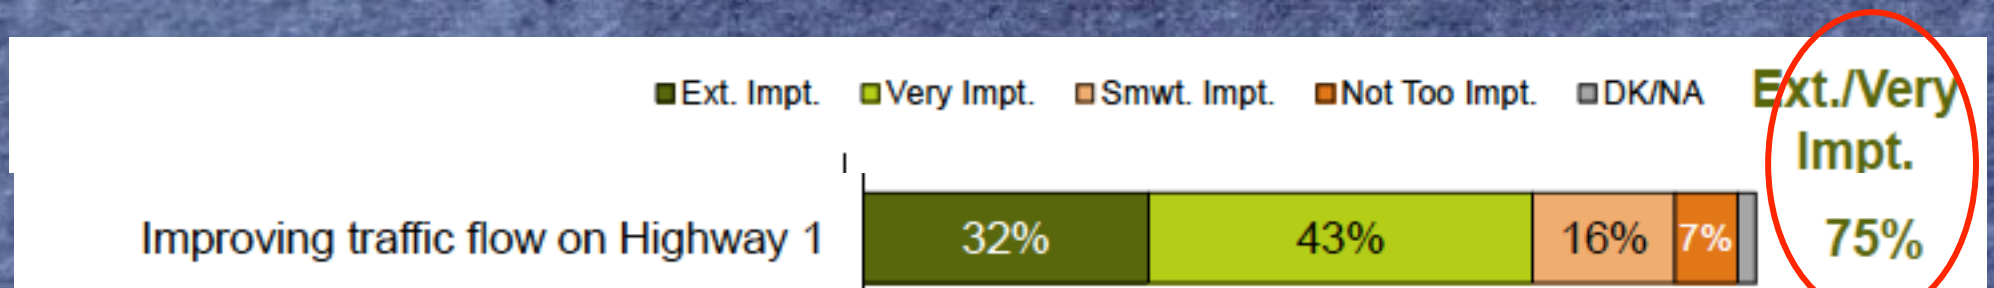 Ext. Impt. Very Impt. Smwt. Impt. Not Too Impt. DK/NA
Ext./Very
Impt.
Improving traffic flow on Highway 1 32% 43% 16% 7% 75%